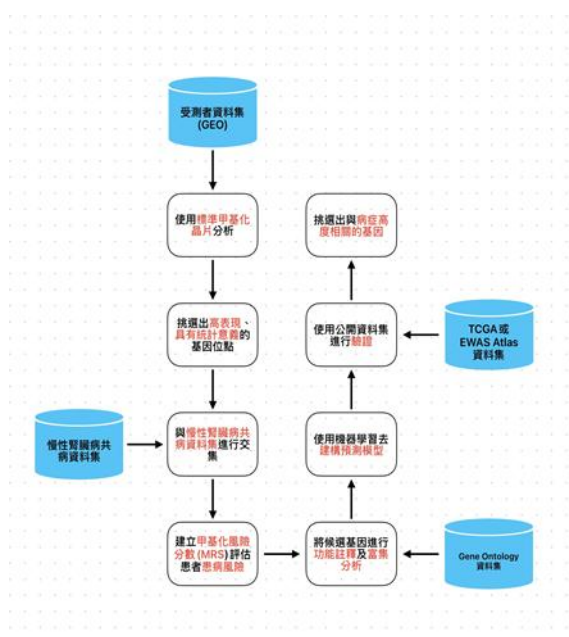 受測者資料集
(GEO)
使用標準甲基化
晶片分析
挑選出高表現、
具有統計意義的
基因位點
慢性腎臟病共
病資料集
與慢性腎臟病共
病資料集進行交
集
建立甲基化風險
分數 (MRS) 評估
患者患病風險
將候選基因進行
功能註釋及富集
分析
Gene Ontology
資料集
使用機器學習去
建構預測模型
使用公開資料集
進行驗證
TCGA 或
EWAS Atlas
資料集
挑選出與病症高
度相關的基因